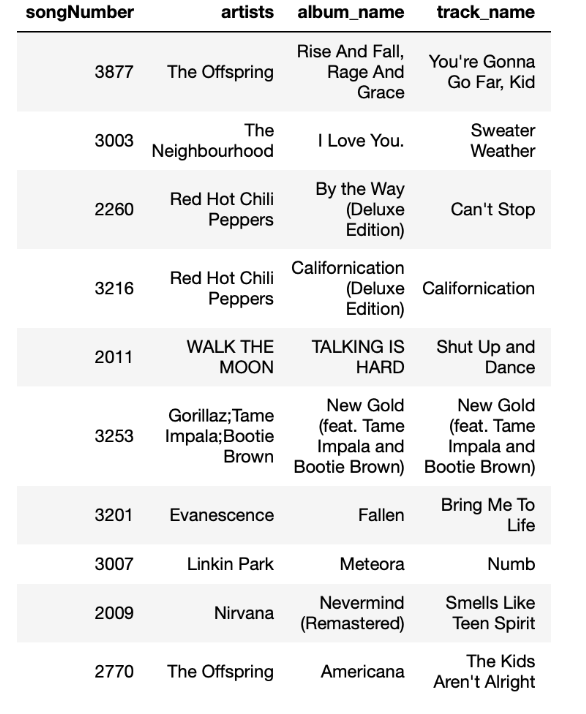 songNumber artists album_name track_name
3877 The Offspring Rise And Fall, Rage And Grace You're Gonna Go Far, Kid
3003 The Neighbourhood I Love You. Sweater Weather
2260 Red Hot Chili Peppers By the Way (Deluxe Edition) Can't Stop
3216 Red Hot Chili Peppers Californication (Deluxe Edition) Californication
2011 WALK THE MOON TALKING IS HARD Shut Up and Dance
3253 Gorillaz;Tame Impala;Bootie Brown New Gold (feat. Tame Impala and Bootie Brown) New Gold (feat. Tame Impala and Bootie Brown)
3201 Evanescence Fallen Bring Me To Life
3007 Linkin Park Meteora Numb
2009 Nirvana Nevermind (Remastered) Smells Like Teen Spirit
2770 The Offspring Americana The Kids Aren't Alright